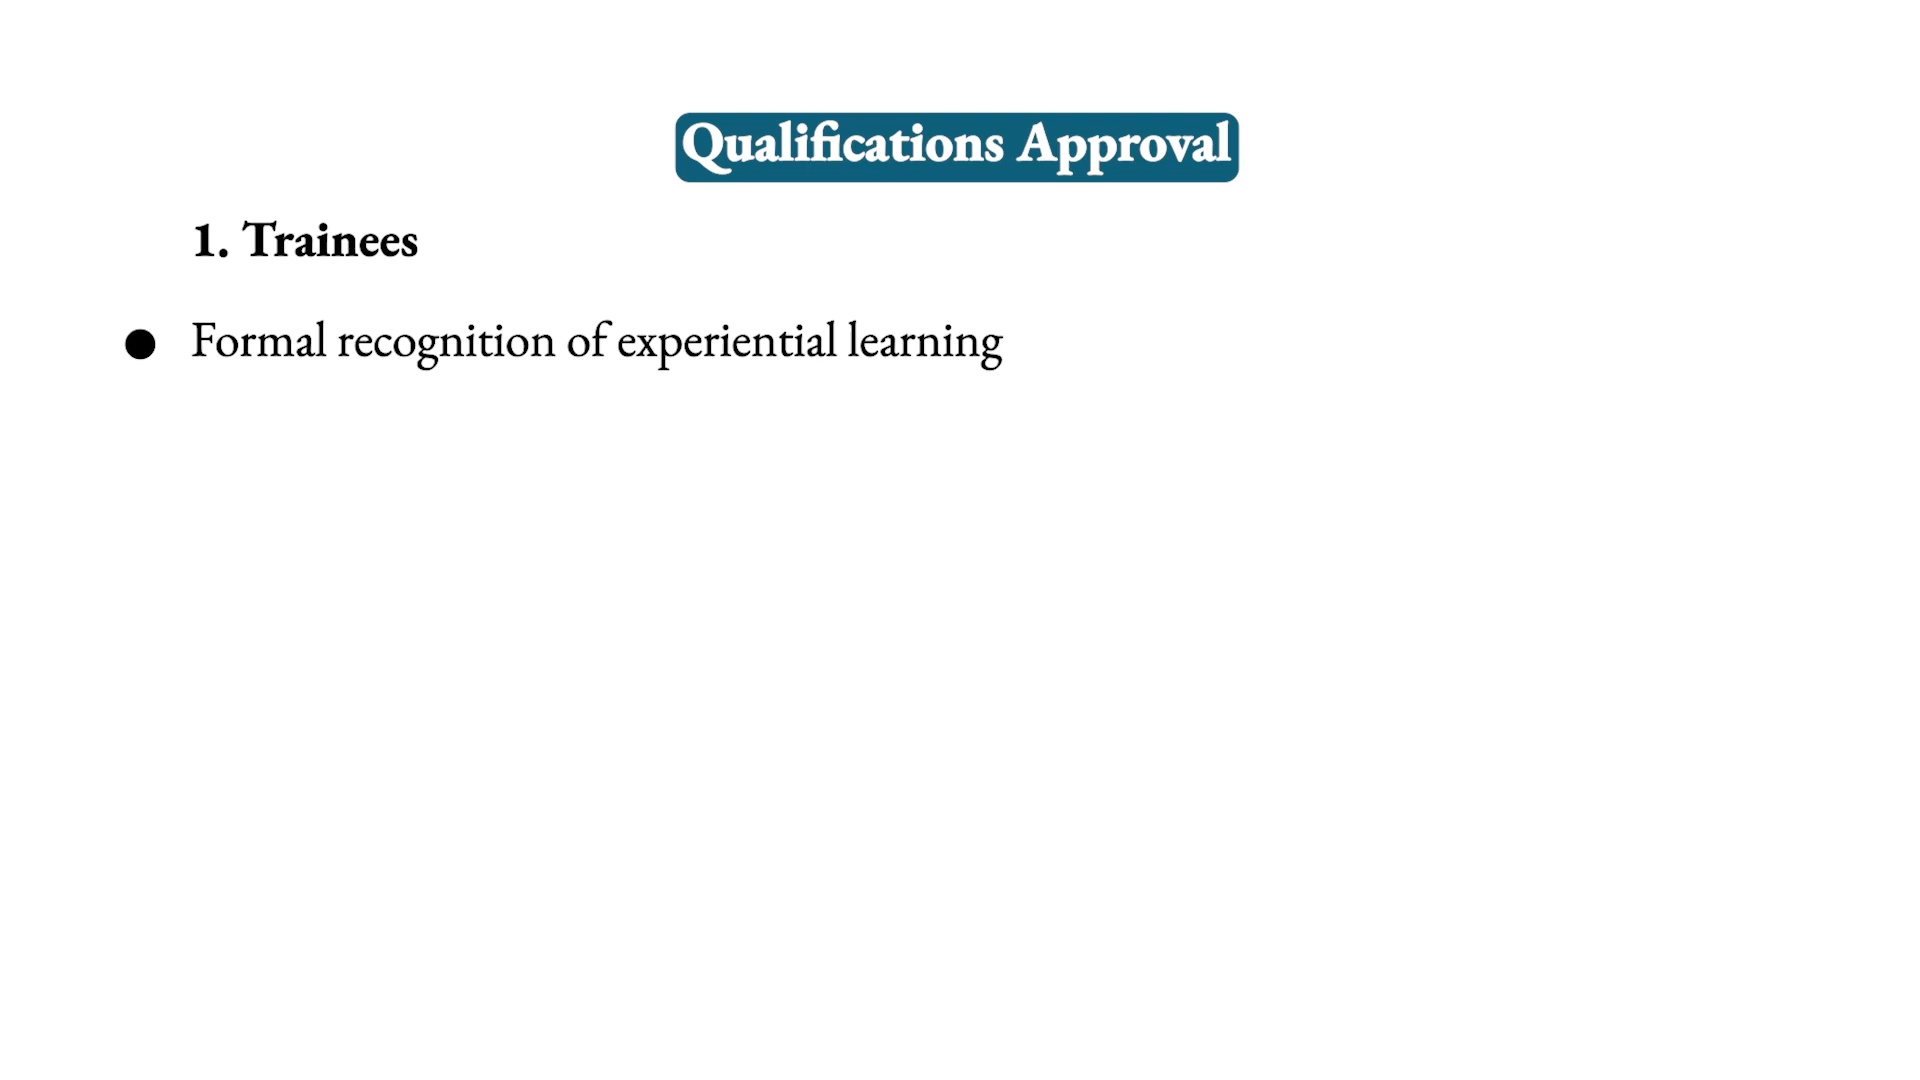 Qualifications Approval
1. Trainees
● Formal recognition of experiential learning